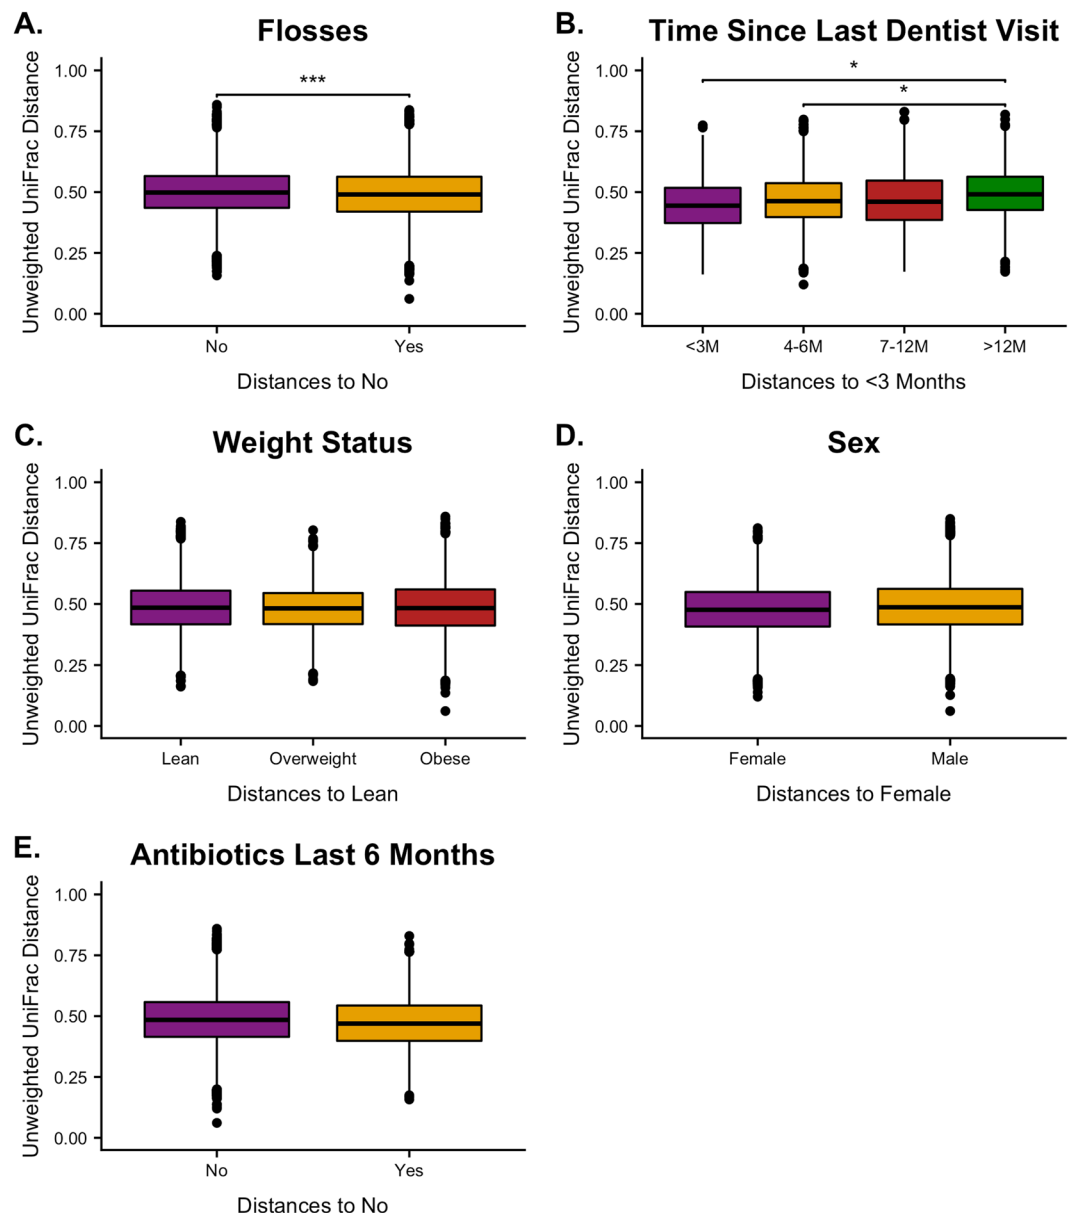 A.
Flosses
Unweighted UniFrac Distance
1.00
0.75
0.50
0.25
0.00
***
No Yes
Distances to No
B.
Time Since Last Dentist Visit
Unweighted UniFrac Distance
1.00
0.75
0.50
0.25
0.00
*
*
<3M 4-6M 7-12M >12M
Distances to <3 Months
C.
Weight Status
Unweighted UniFrac Distance
1.00
0.75
0.50
0.25
0.00
Lean Overweight Obese
Distances to Lean
D.
Sex
Unweighted UniFrac Distance
1.00
0.75
0.50
0.25
0.00
Female Male
Distances to Female
E.
Antibiotics Last 6 Months
Unweighted UniFrac Distance
1.00
0.75
0.50
0.25
0.00
No Yes
Distances to No